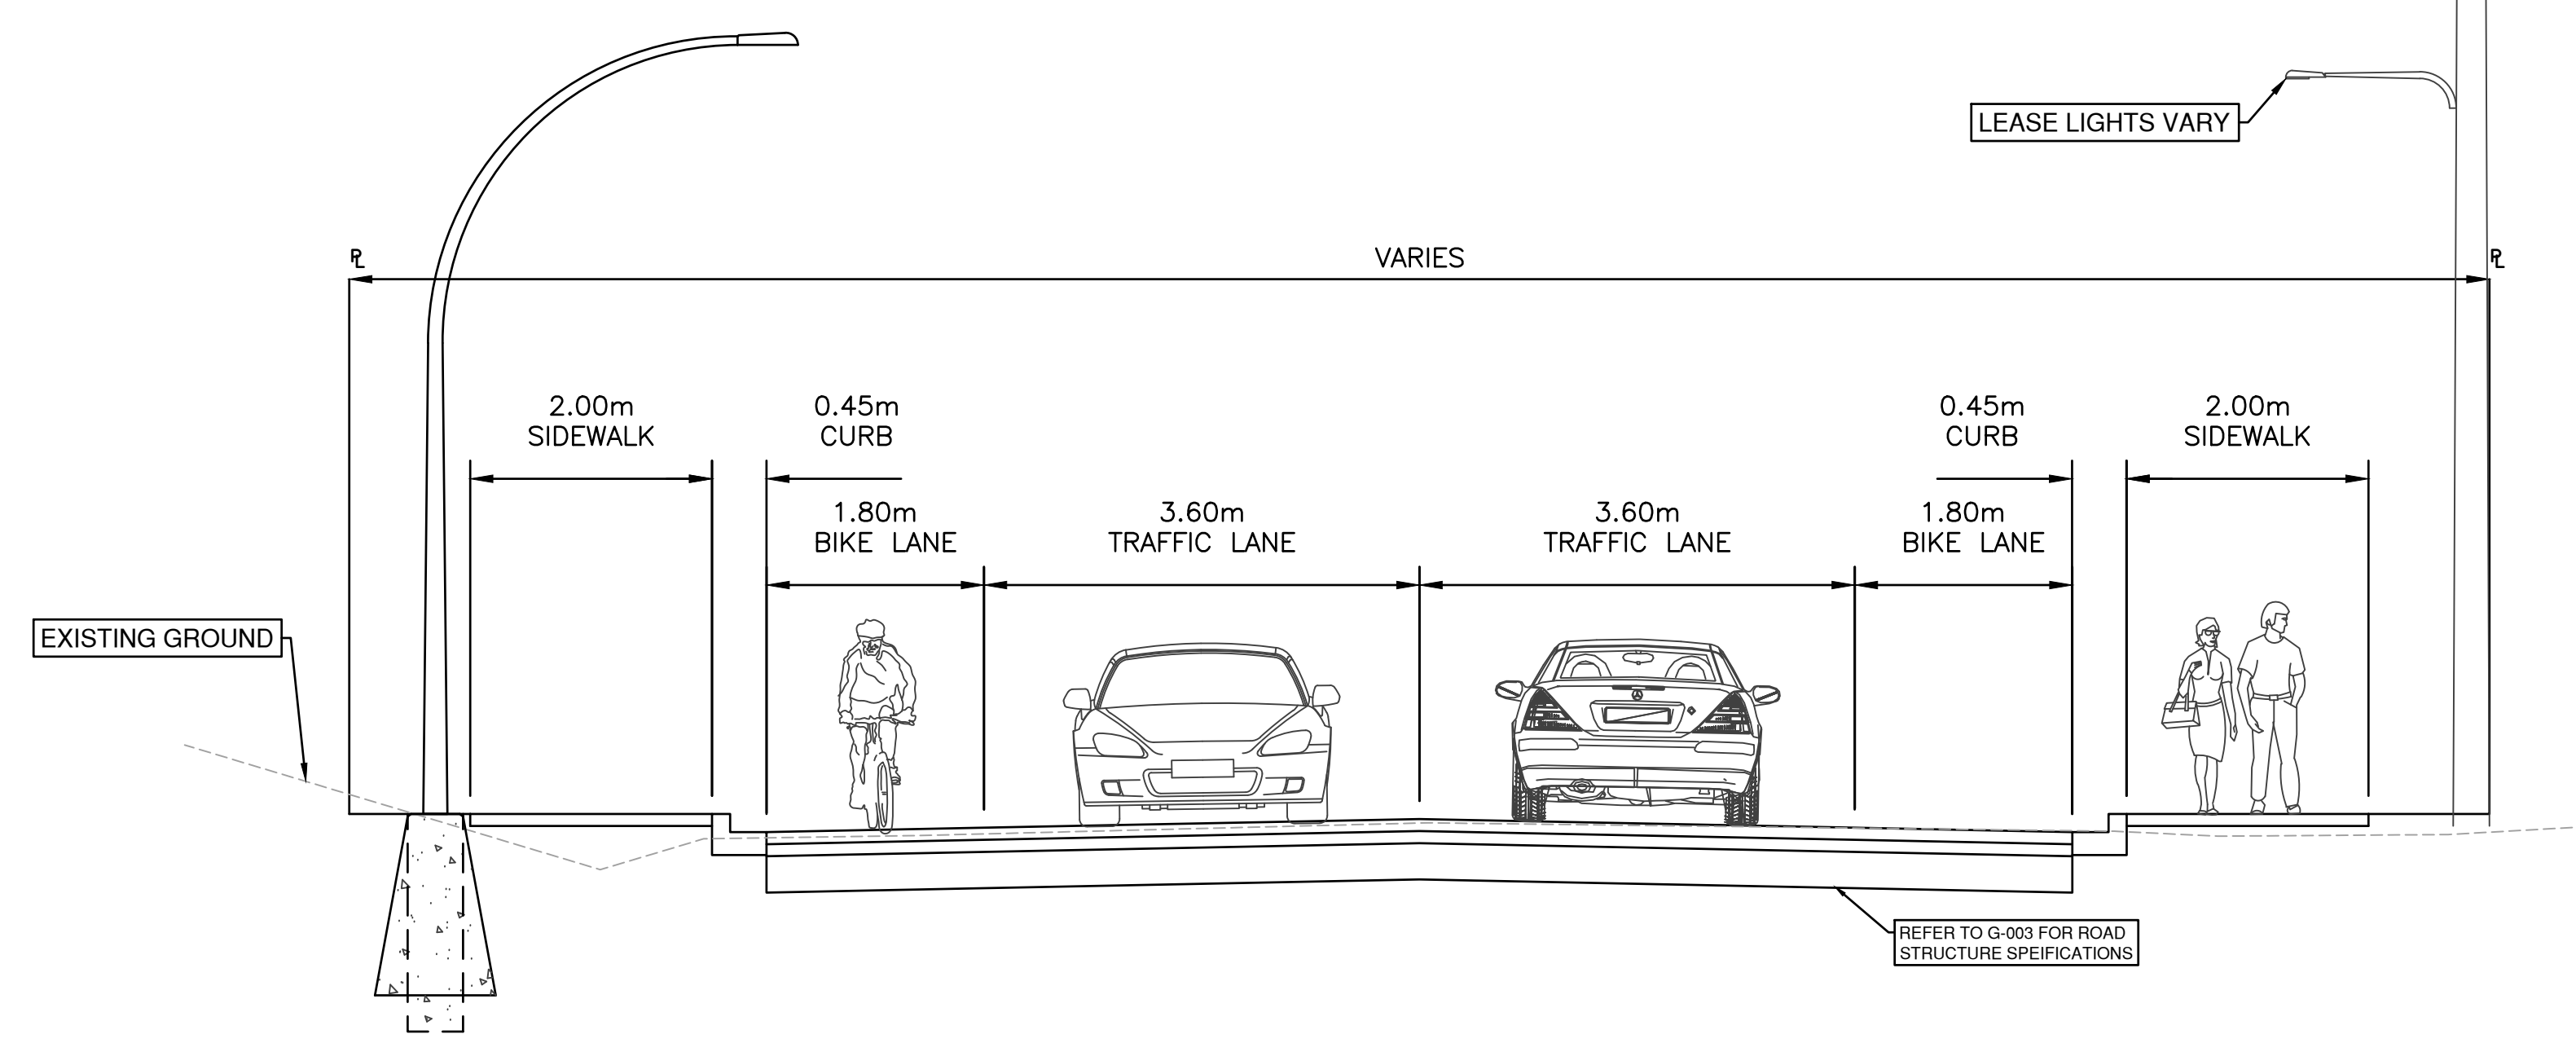 LEASE LIGHTS VARY
PL
VARIES
PL
2.00m
SIDEWALK
0.45m
CURB
0.45m
CURB
2.00m
SIDEWALK
1.80m
BIKE LANE
3.60m
TRAFFIC LANE
3.60m
TRAFFIC LANE
1.80m
BIKE LANE
EXISTING GROUND
REFER TO G-003 FOR ROAD
STRUCTURE SPEIFICATIONS